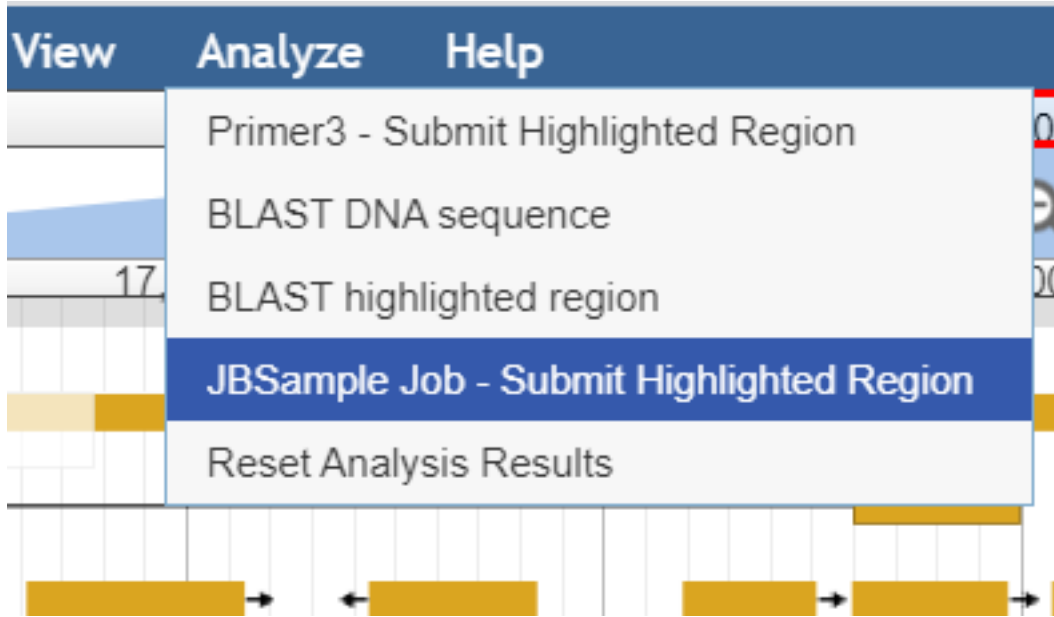 View Analyze Help
Primer3 - Submit Highlighted Region
BLAST DNA sequence
BLAST highlighted region
17,
JBSample Job - Submit Highlighted Region
Reset Analysis Results